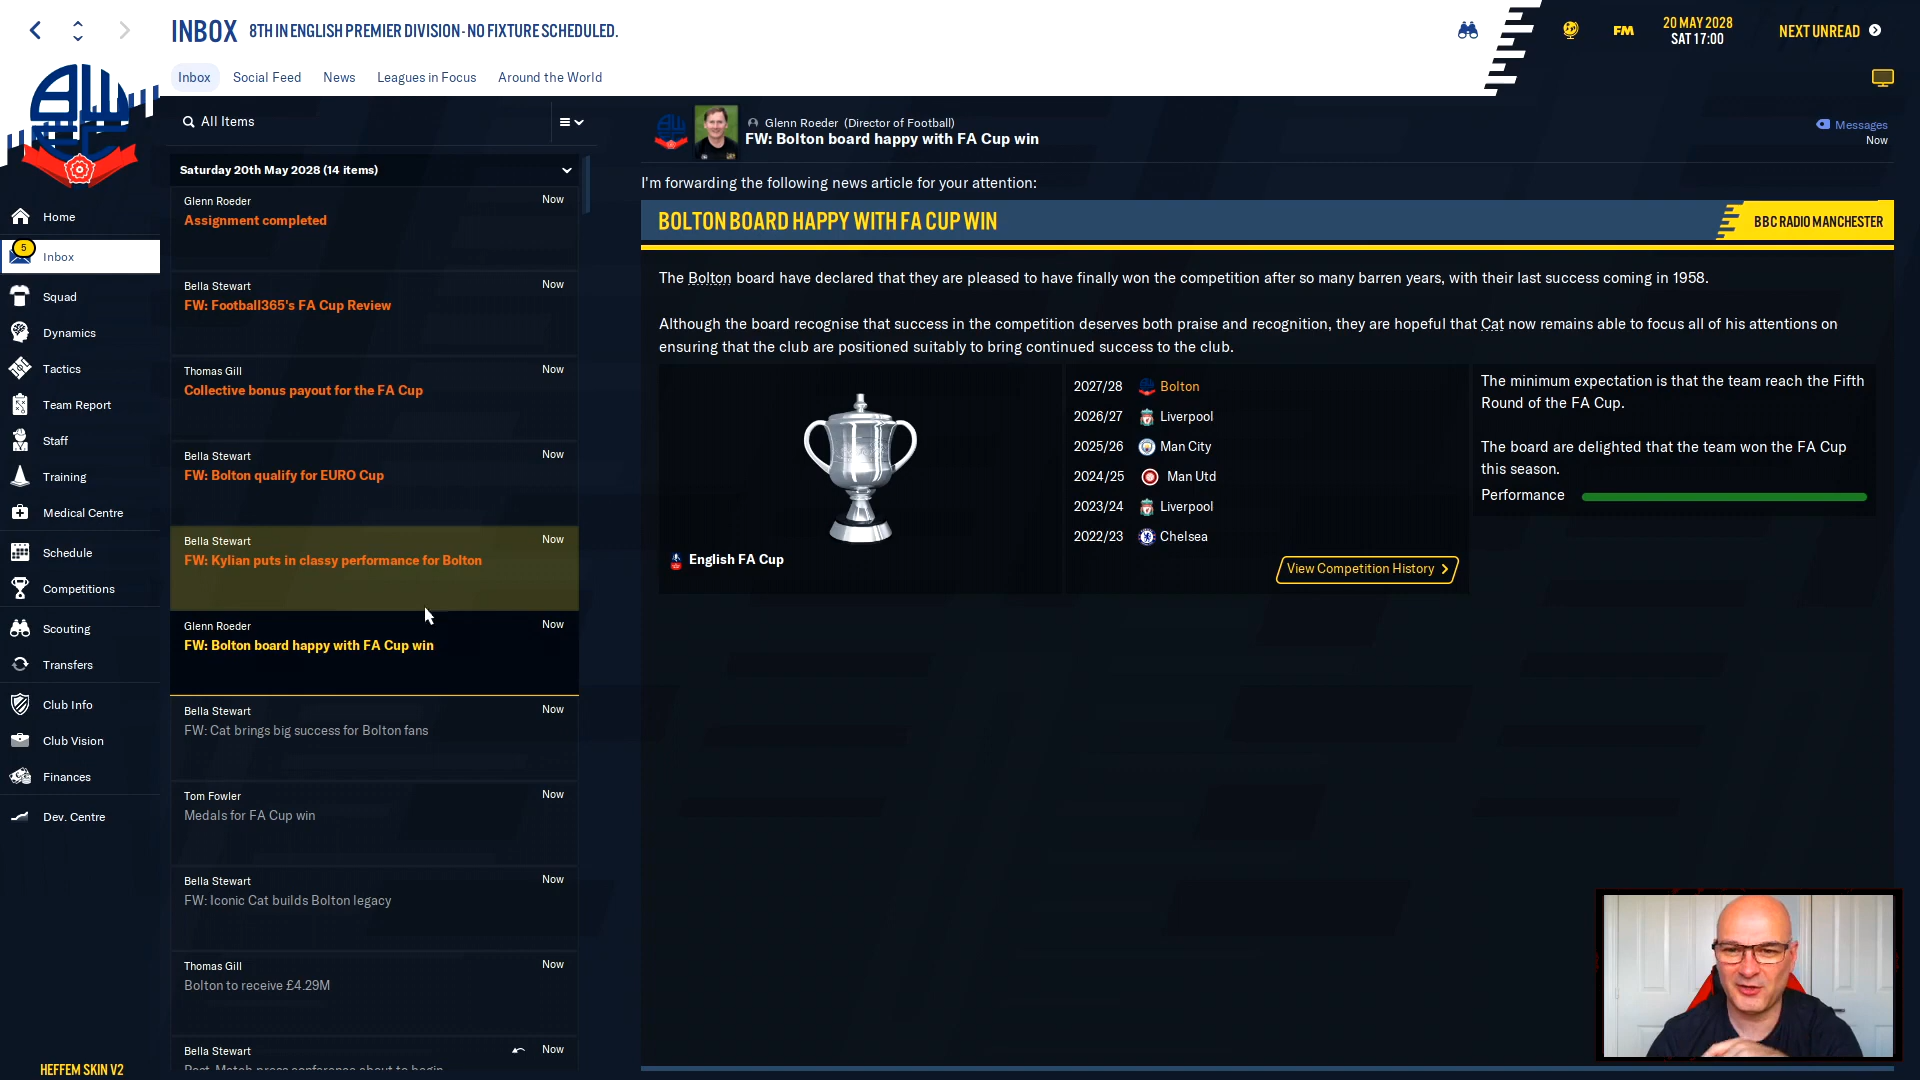 INBOX 8TH IN ENGLISH PREMIER DIVISION - NO FIXTURE SCHEDULED.
FM
20 MAY 2028
SAT 17:00
NEXT UNREAD
Inbox Social Feed News Leagues in Focus Around the World
Home
5
Inbox
Squad
Dynamics
Tactics
Team Report
Staff
Training
Medical Centre
Schedule
Competitions
Scouting
Transfers
Club Info
Club Vision
Finances
Dev. Centre
HEFFEM SKIN V2
All Items
Saturday 20th May 2028 (14 items)
Glenn Roeder Now
Assignment completed
Bella Stewart Now
FW: Football365's FA Cup Review
Thomas Gill Now
Collective bonus payout for the FA Cup
Bella Stewart Now
FW: Bolton qualify for EURO Cup
Bella Stewart Now
FW: Kylian puts in classy performance for Bolton
Glenn Roeder Now
FW: Bolton board happy with FA Cup win
Bella Stewart Now
FW: Cat brings big success for Bolton fans
Tom Fowler Now
Medals for FA Cup win
Bella Stewart Now
FW: Iconic Cat builds Bolton legacy
Thomas Gill Now
Bolton to receive £4.29M
Bella Stewart Now
Post-Match press conference about to begin
Glenn Roeder (Director of Football)
FW: Bolton board happy with FA Cup win
Messages
Now
I'm forwarding the following news article for your attention:
BOLTON BOARD HAPPY WITH FA CUP WIN
BBC RADIO MANCHESTER
The Bolton board have declared that they are pleased to have finally won the competition after so many barren years, with their last success coming in 1958.
Although the board recognise that success in the competition deserves both praise and recognition, they are hopeful that Cat now remains able to focus all of his attentions on
ensuring that the club are positioned suitably to bring continued success to the club.
English FA Cup
2027/28 Bolton
2026/27 Liverpool
2025/26 Man City
2024/25 Man Utd
2023/24 Liverpool
2022/23 Chelsea
View Competition History
The minimum expectation is that the team reach the Fifth
Round of the FA Cup.
The board are delighted that the team won the FA Cup
this season.
Performance